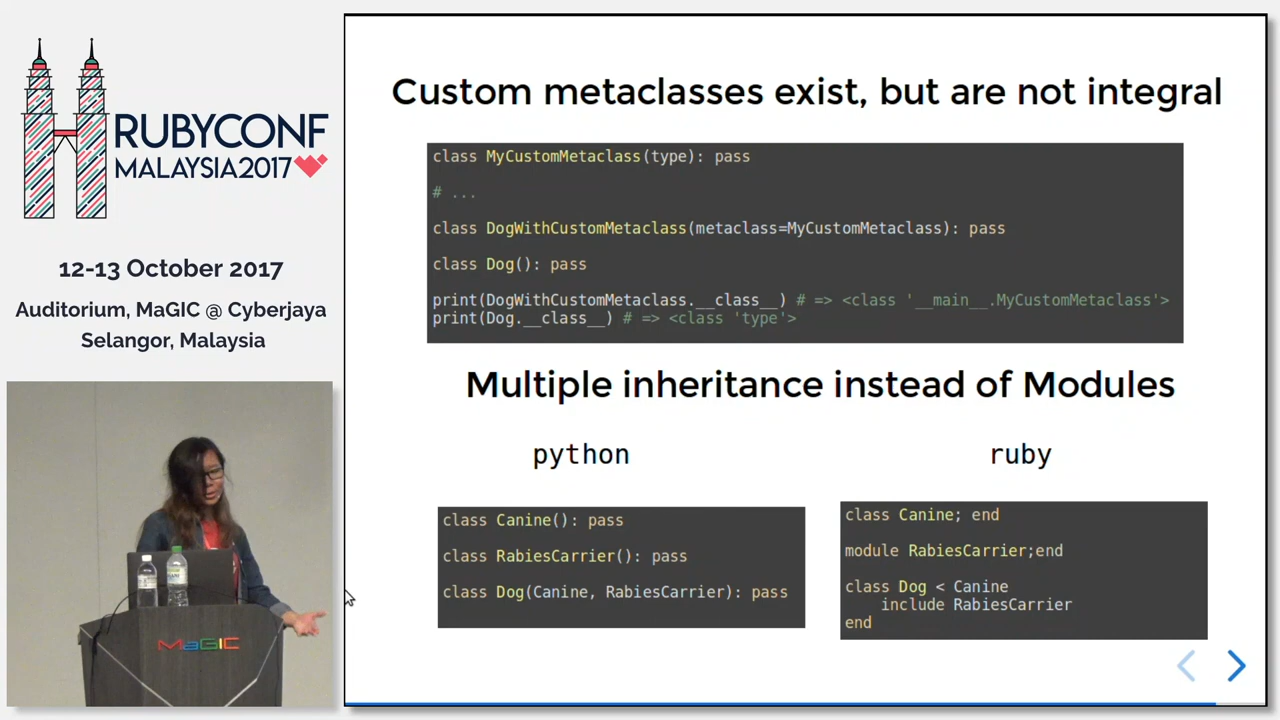 RUBYCONF
MALAYSIA2017
12-13 October 2017
Auditorium, MaGIC @ Cyberjaya
Selangor, Malaysia
MaGIC
Custom metaclasses exist, but are not integral
class MyCustomMetaclass(type): pass
# ...
class DogWithCustomMetaclass(metaclass=MyCustomMetaclass): pass
class Dog(): pass
print(DogWithCustomMetaclass.__class__) # => <class '__main__.MyCustomMetaclass'>
print(Dog.__class__) # => <class 'type'>
Multiple inheritance instead of Modules
python
class Canine(): pass
class RabiesCarrier(): pass
class Dog(Canine, RabiesCarrier): pass
ruby
class Canine; end
module RabiesCarrier;end
class Dog < Canine
    include RabiesCarrier
end